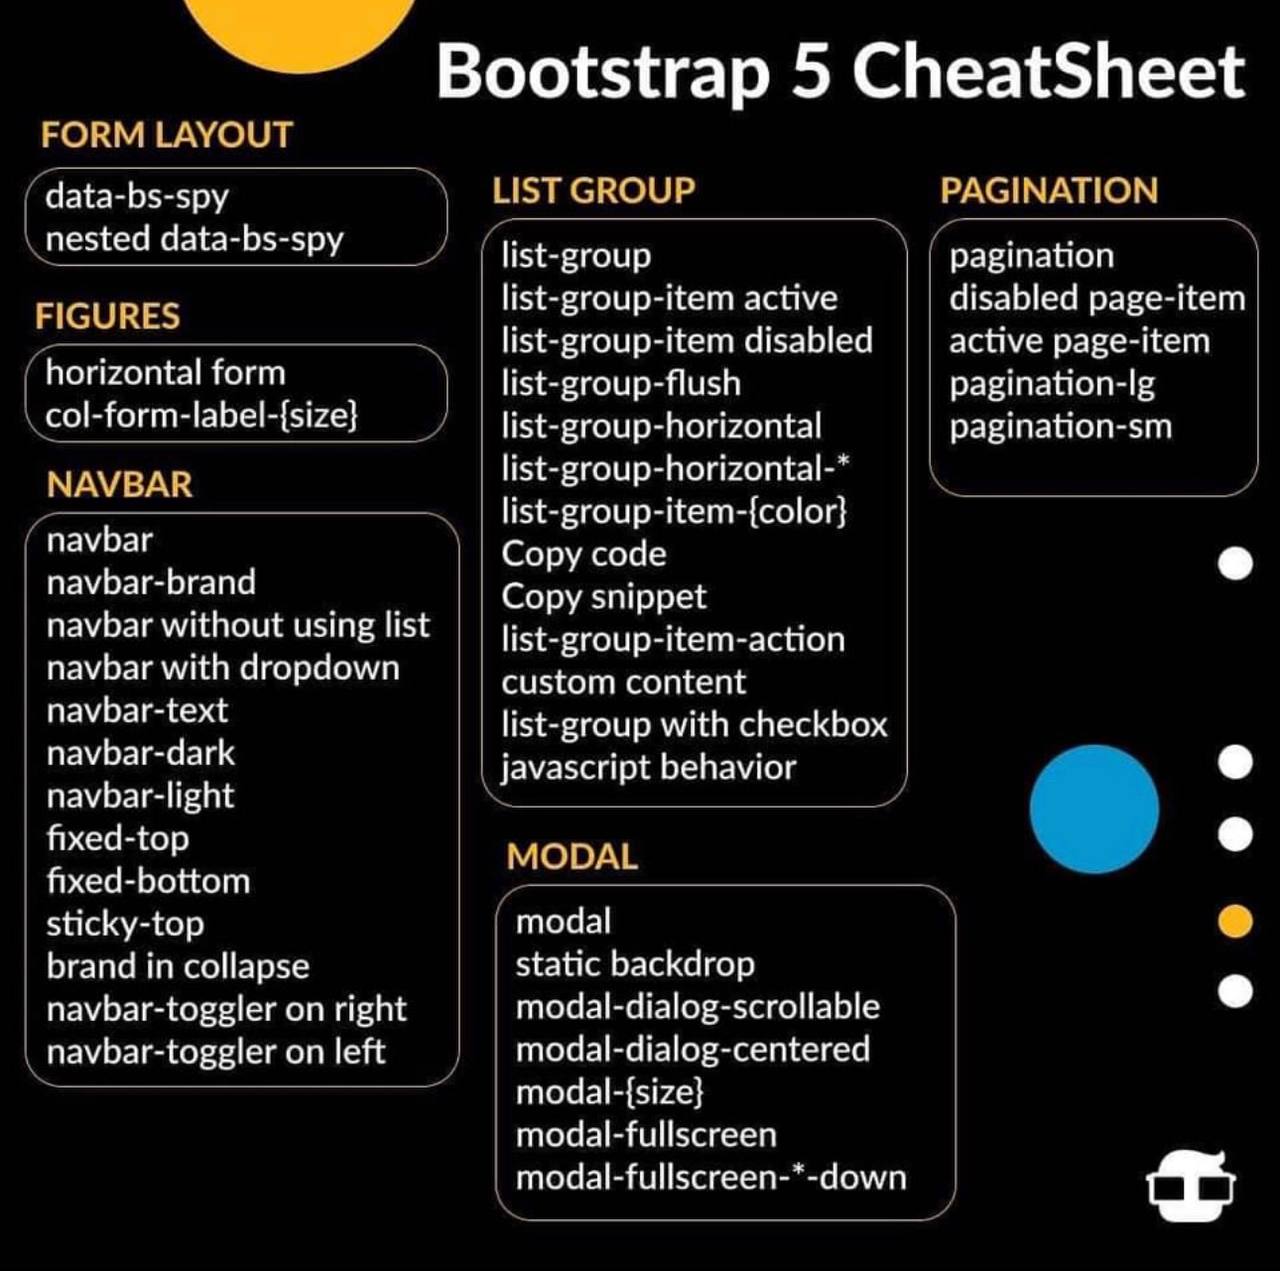 Bootstrap 5 CheatSheet
FORM LAYOUT
data-bs-spy
nested data-bs-spy
FIGURES
horizontal form
col-form-label-{size}
NAVBAR
navbar
navbar-brand
navbar without using list
navbar with dropdown
navbar-text
navbar-dark
navbar-light
fixed-top
fixed-bottom
sticky-top
brand in collapse
navbar-toggler on right
navbar-toggler on left
LIST GROUP
list-group
list-group-item active
list-group-item disabled
list-group-flush
list-group-horizontal
list-group-horizontal-*
list-group-item-{color}
Copy code
Copy snippet
list-group-item-action
custom content
list-group with checkbox
javascript behavior
MODAL
modal
static backdrop
modal-dialog-scrollable
modal-dialog-centered
modal-{size}
modal-fullscreen
modal-fullscreen-*-down
PAGINATION
pagination
disabled page-item
active page-item
pagination-lg
pagination-sm